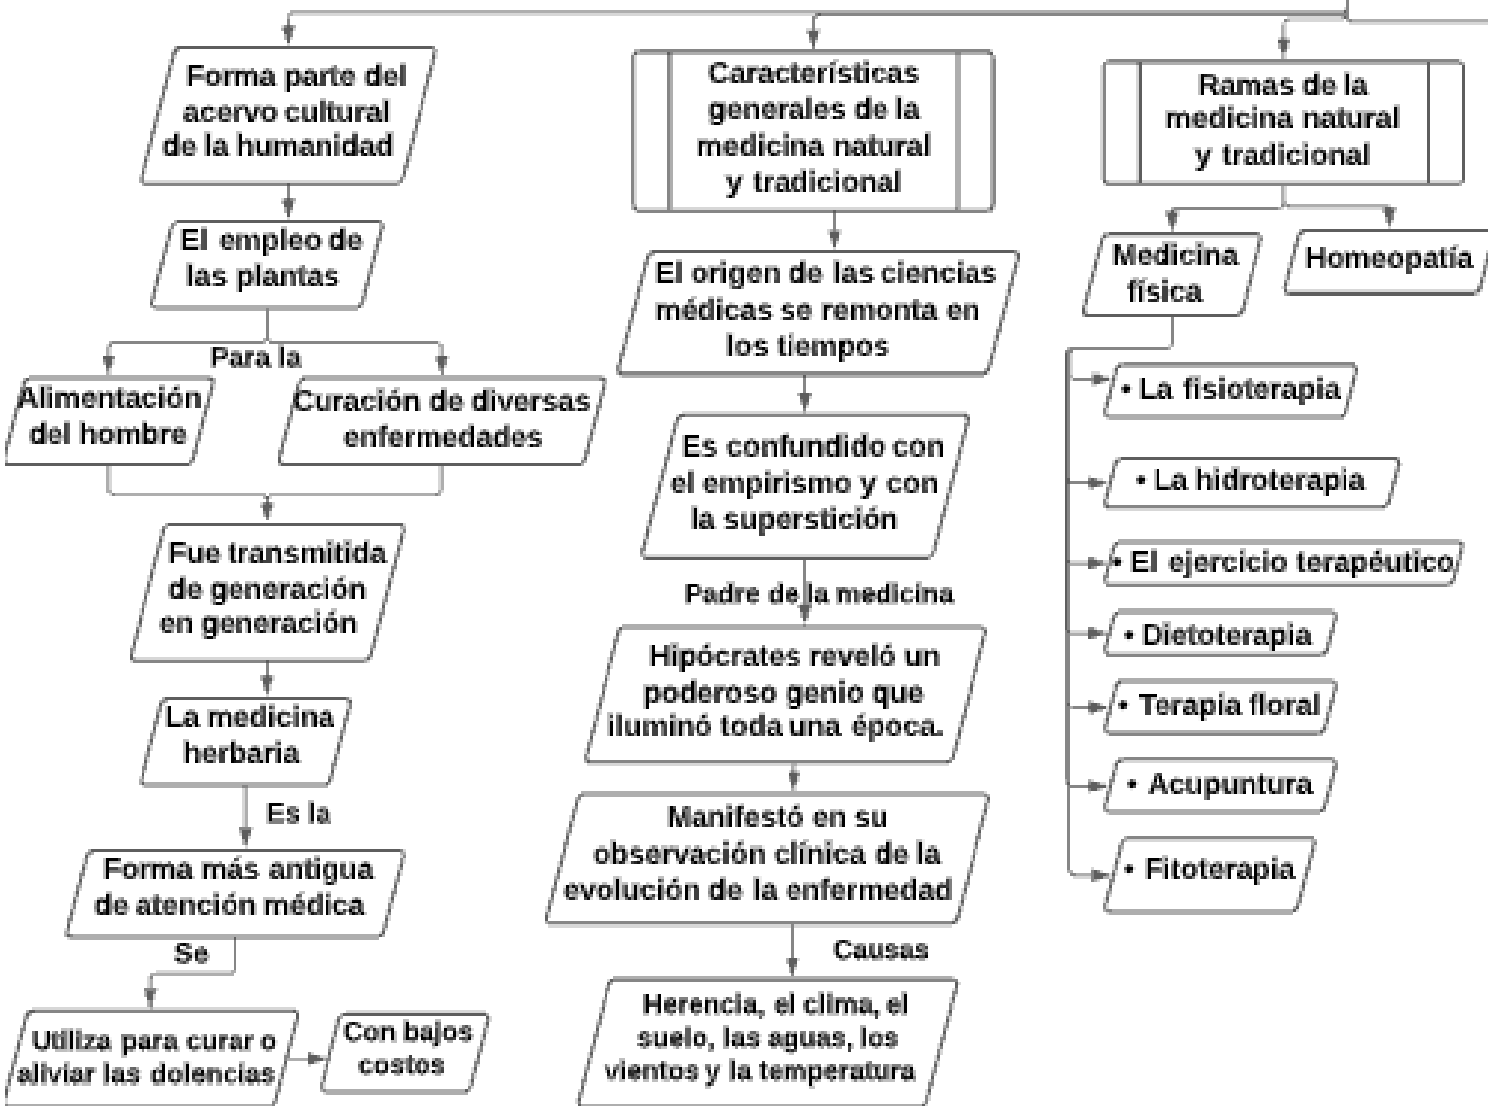 Forma parte del
acervo cultural
de la humanidad
El empleo de
las plantas
Para la
Alimentación
del hombre
Curación de diversas
enfermedades
Fue transmitida
de generación
en generación
La medicina
herbaria
Es la
Forma más antigua
de atención médica
Se
Utiliza para curar o
aliviar las dolencias
Con bajos
costos
Características
generales de la
medicina natural
y tradicional
El origen de las ciencias
médicas se remonta en
los tiempos
Es confundido con
el empirismo y con
la superstición
Padre de la medicina
Hipócrates reveló un
poderoso genio que
iluminó toda una época.
Manifestó en su
observación clínica de la
evolución de la enfermedad
Causas
Herencia, el clima, el
suelo, las aguas, los
vientos y la temperatura
Ramas de la
medicina natural
y tradicional
Medicina
física
Homeopatía
• La fisioterapia
• La hidroterapia
• El ejercicio terapéutico
• Dietoterapia
• Terapia floral
• Acupuntura
• Fitoterapia